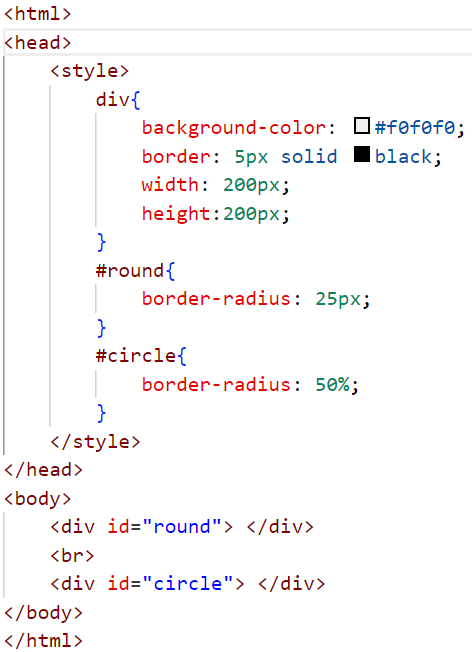 <html>
<head>
    <style>
        div{
            background-color: #f0f0f0;
            border: 5px solid black;
            width: 200px;
            height:200px;
        }
        #round{
            border-radius: 25px;
        }
        #circle{
            border-radius: 50%;
        }
    </style>
</head>
<body>
    <div id="round"> </div>
    <br>
    <div id="circle"> </div>
</body>
</html>